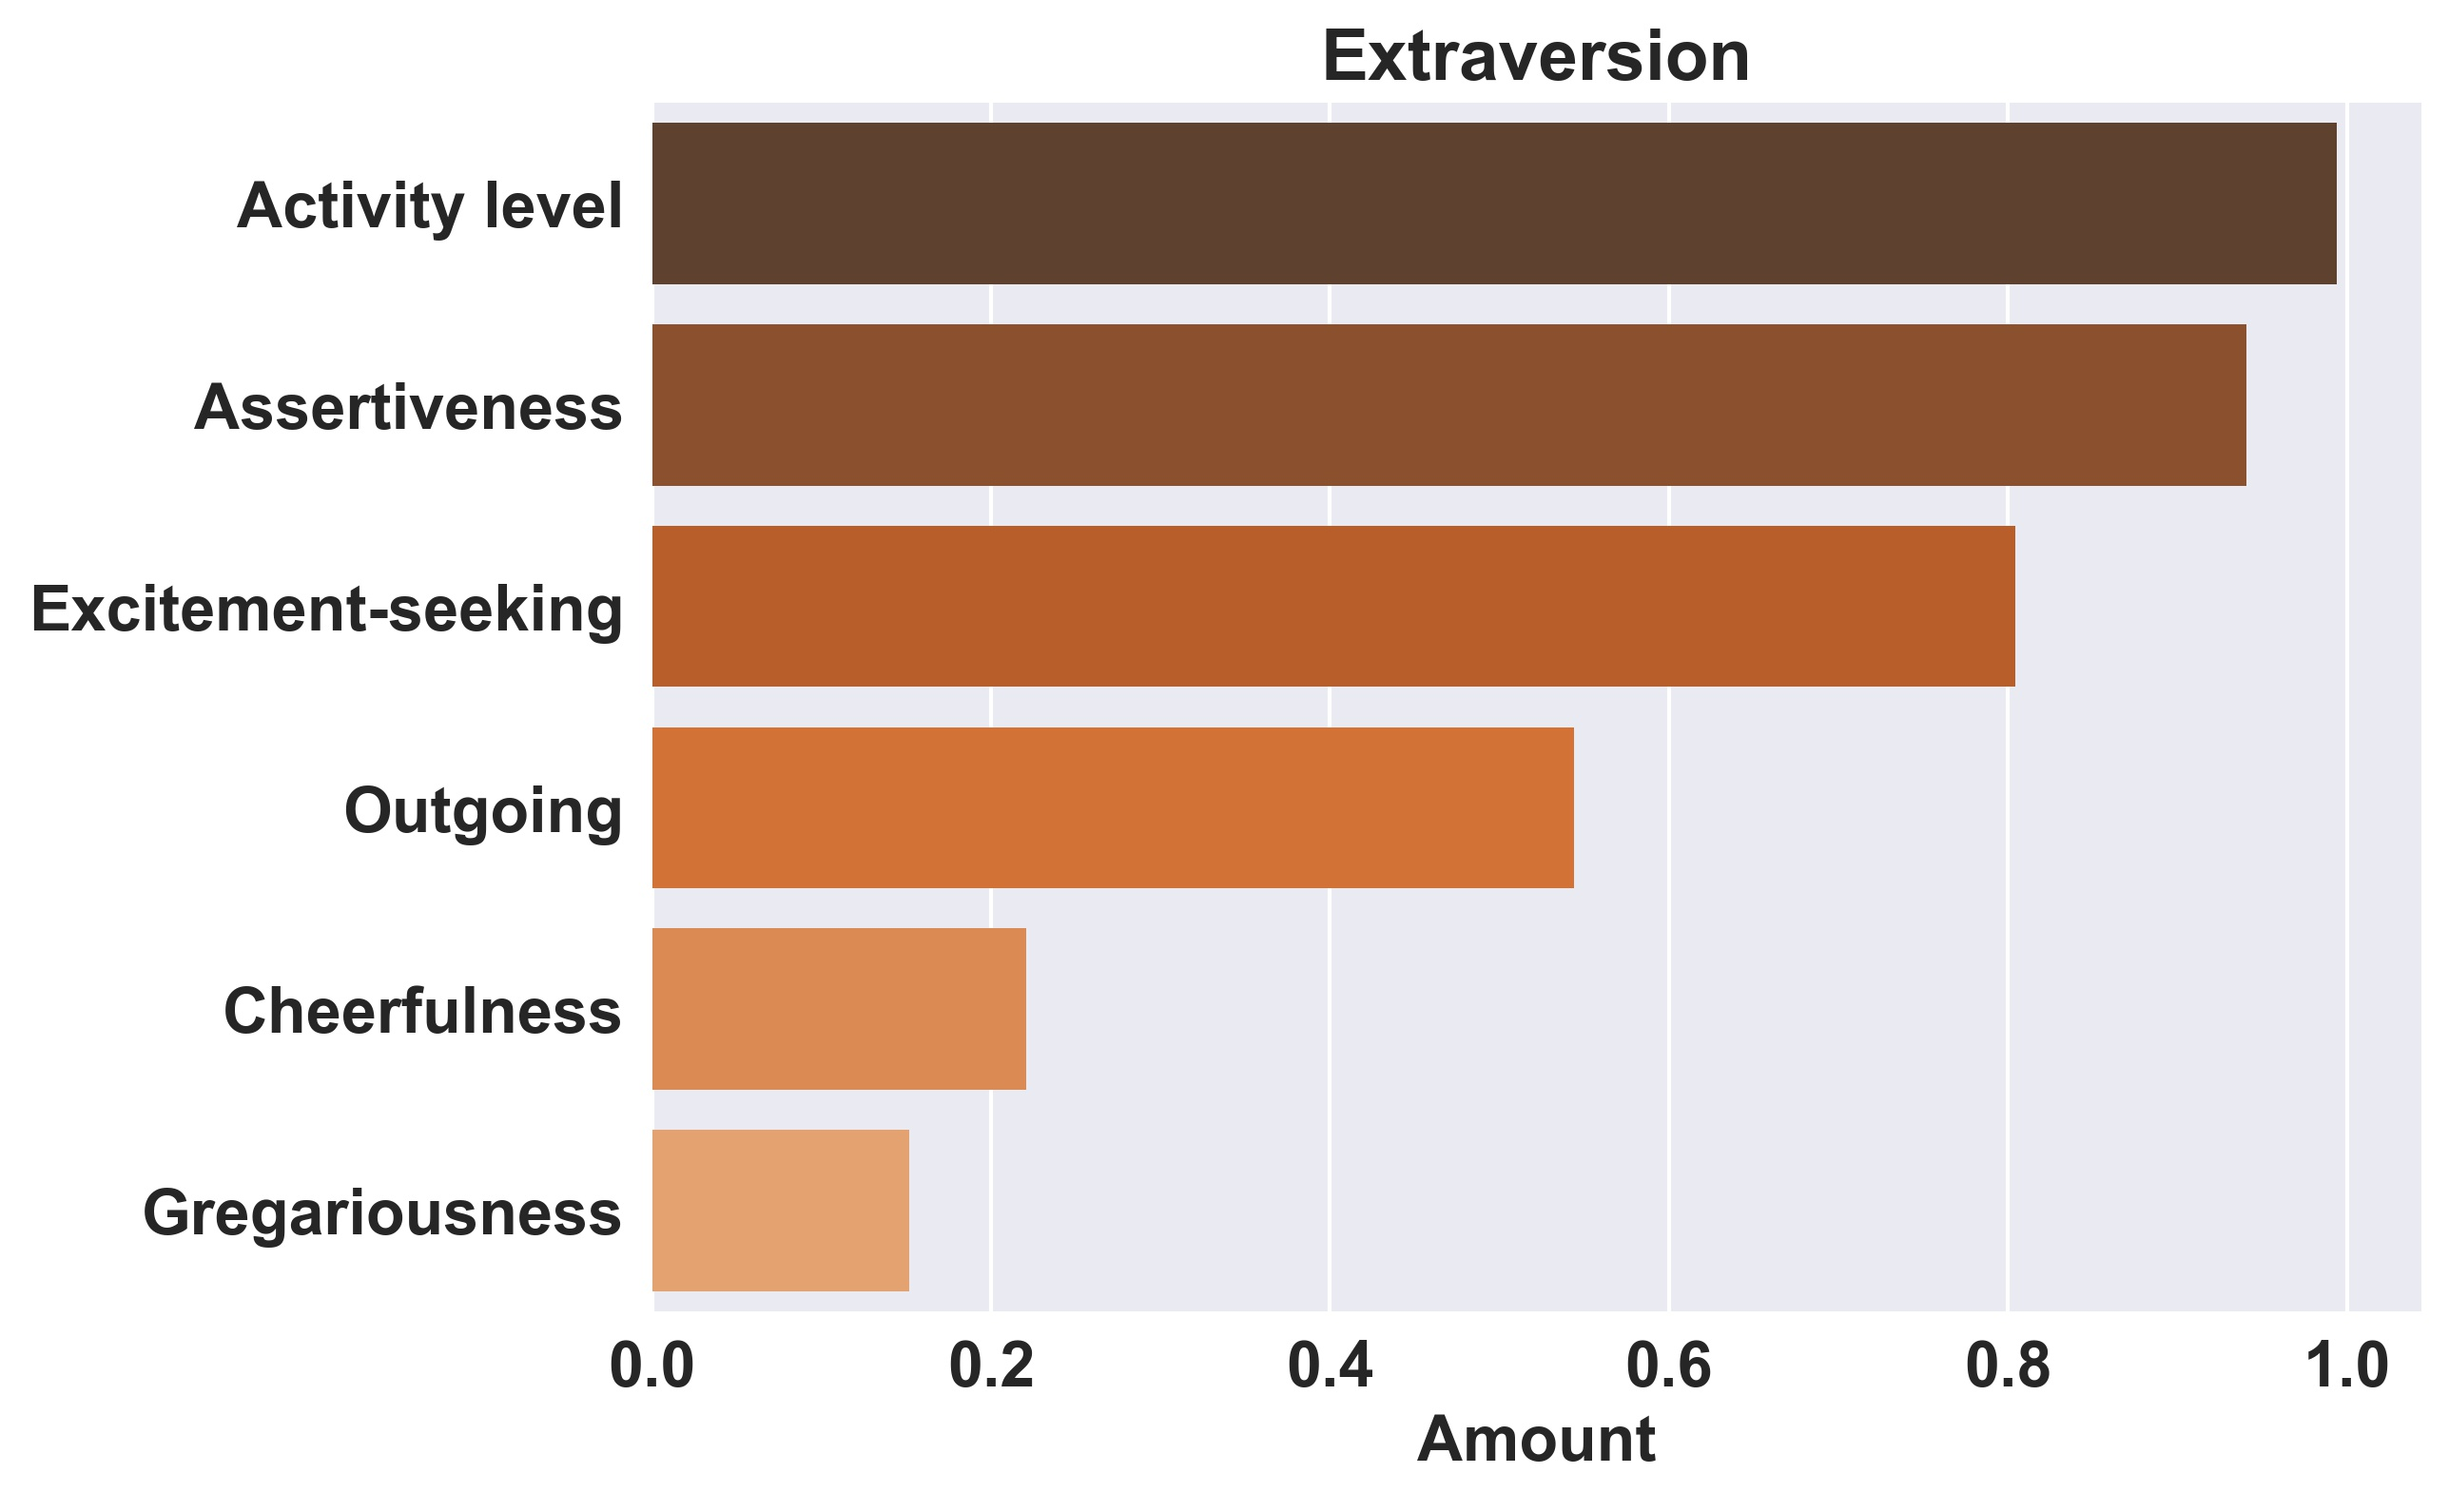 Extraversion
Activity level
Assertiveness
Excitement-seeking
Outgoing
Cheerfulness
Gregariousness
0.0 0.2 0.4 0.6 0.8 1.0
Amount